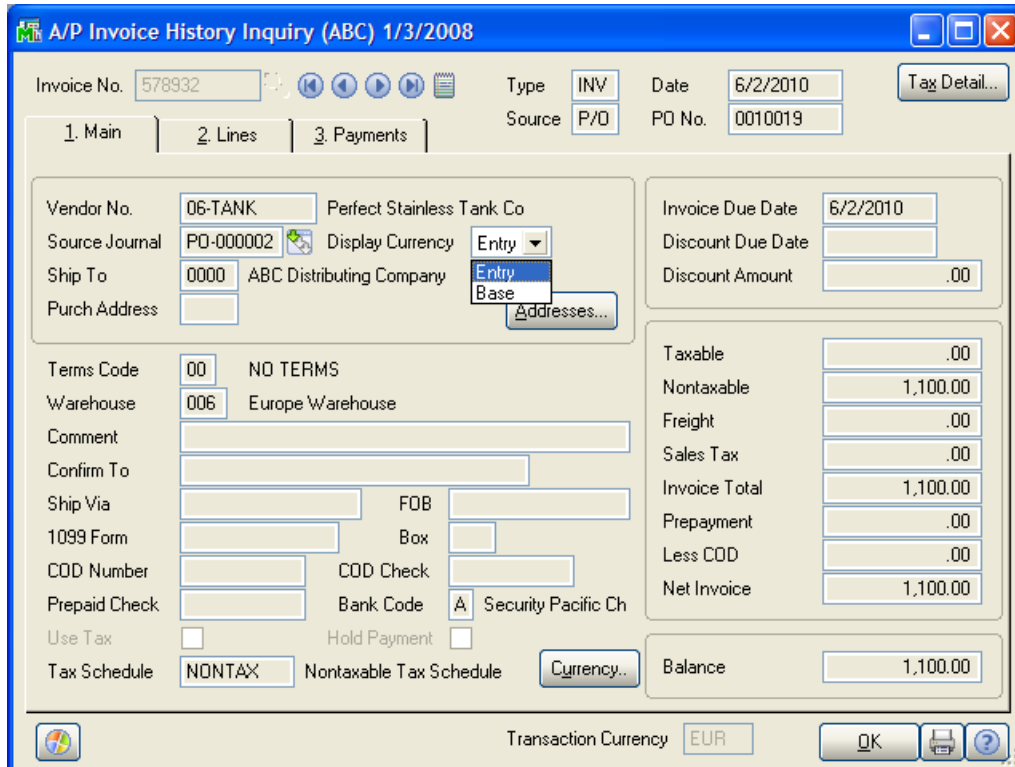 A/P Invoice History Inquiry (ABC) 1/3/2008
Invoice No. 578932 Type INV Date 6/2/2010 Tax Detail...
Source P/O PO No. 0010019
1. Main 2. Lines 3. Payments
Vendor No. 06-TANK Perfect Stainless Tank Co Invoice Due Date 6/2/2010
Source Journal PO-000002 Display Currency Entry Discount Due Date
Entry
Ship To 0000 ABC Distributing Company Discount Amount .00
Base
Purch Address Addresses...
Terms Code 00 NO TERMS Taxable .00
Warehouse 006 Europe Warehouse Nontaxable 1,100.00
Comment Freight .00
Confirm To Sales Tax .00
Ship Via FOB Invoice Total 1,100.00
1099 Form Box Prepayment .00
COD Number COD Check Less COD .00
Prepaid Check Bank Code A Security Pacific Ch Net Invoice 1,100.00
Use Tax Hold Payment
Tax Schedule NONTAX Nontaxable Tax Schedule Currency.. Balance 1,100.00
Transaction Currency EUR OK